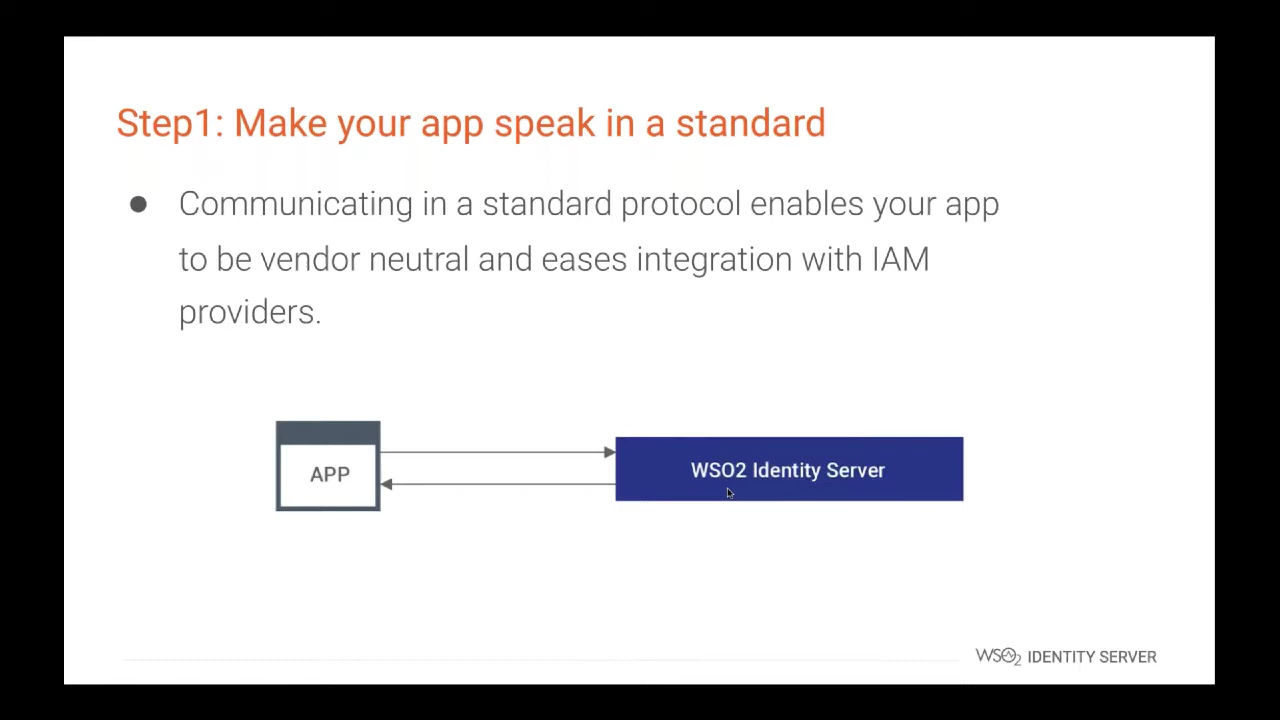 Step1: Make your app speak in a standard
● Communicating in a standard protocol enables your app
to be vendor neutral and eases integration with IAM
providers.
APP
WSO2 Identity Server
WSO2 IDENTITY SERVER